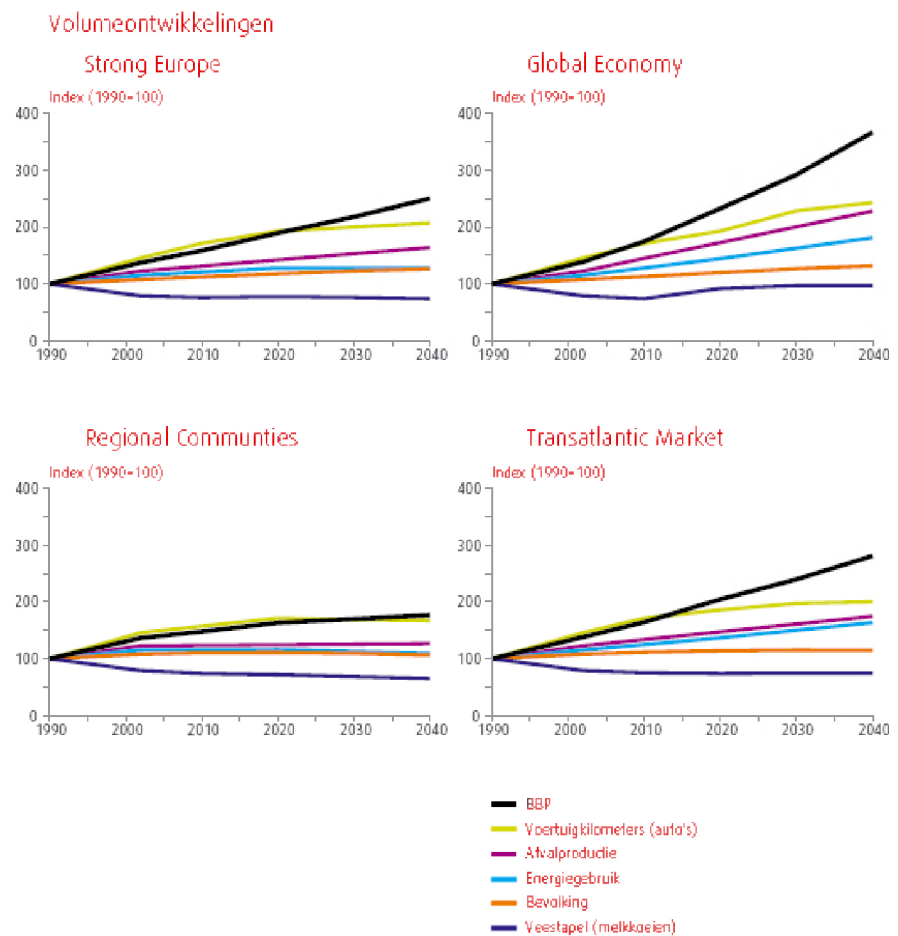 Volumeontwikkelingen
Strong Europe
Index (1990=100)
400
300
200
100
0
1990 2000 2010 2020 2030 2040
Global Economy
Index (1990=100)
400
300
200
100
0
1990 2000 2010 2020 2030 2040
Regional Communties
Index (1990=100)
400
300
200
100
0
1990 2000 2010 2020 2030 2040
Transatlantic Market
Index (1990=100)
400
300
200
100
0
1990 2000 2010 2020 2030 2040
BBP
Voertuigkilometers (auto's)
Afvalproductie
Energiegebruik
Bevolking
Veestapel (melkkoeien)